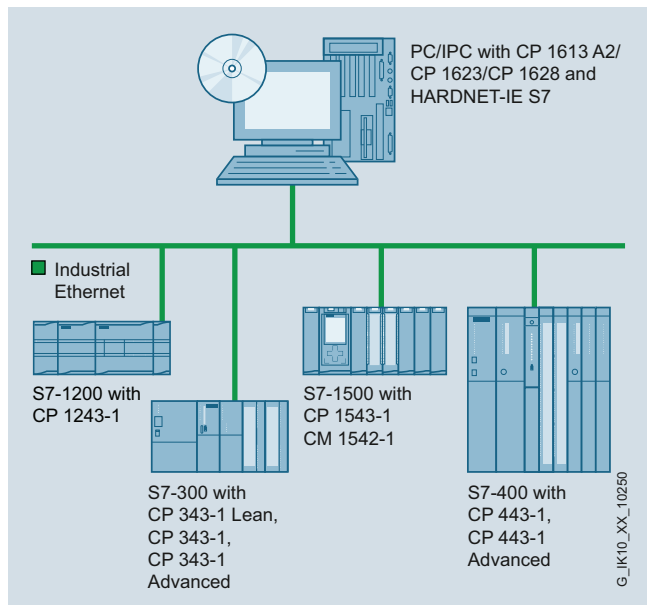 PC/IPC with CP 1613 A2/
CP 1623/CP 1628 and
HARDNET-IE S7
Industrial
Ethernet
S7-1200 with
CP 1243-1
S7-1500 with
CP 1543-1
CM 1542-1
S7-300 with
CP 343-1 Lean,
CP 343-1,
CP 343-1
Advanced
S7-400 with
CP 443-1,
CP 443-1
Advanced
G_IK10_XX_10250